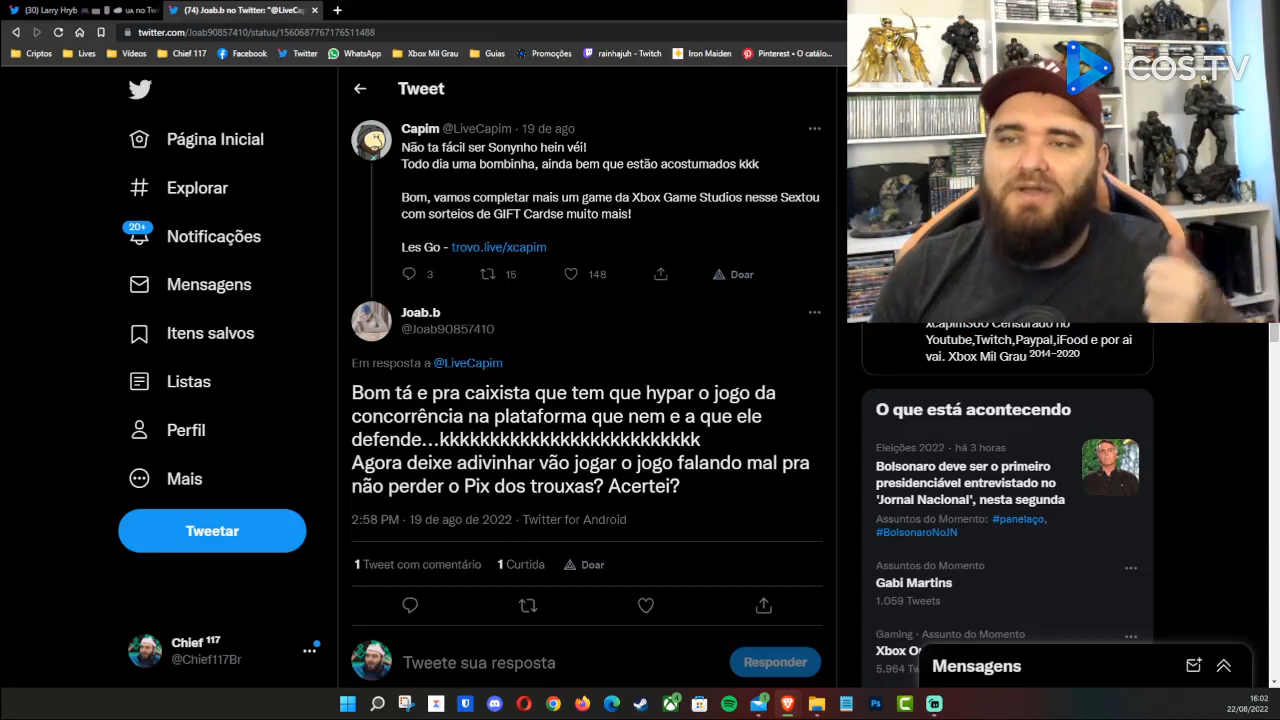 (30) Larry Hryb
ua no Twi
(74) Joab.b no Twitter: "@LiveCap
twitter.com/Joab90857410/status/1560687767176511488
Criptos
Lives
Vídeos
Chief 117
Facebook
Twitter
WhatsApp
Xbox Mil Grau
Guias
Promoções
rainhajuh - Twitch
Iron Maiden
Pinterest • O catálo...
COS.TV
Tweet
Página Inicial
Explorar
20+
Notificações
Mensagens
Itens salvos
Listas
Perfil
Mais
Tweetar
Chief 117
@Chief117Br
Capim @LiveCapim · 19 de ago
Não ta fácil ser Sonynho hein véi!
Todo dia uma bombinha, ainda bem que estão acostumados kkk
Bom, vamos completar mais um game da Xbox Game Studios nesse Sextou
com sorteios de GIFT Cardse muito mais!
Les Go - trovo.live/xcapim
3
15
148
Doar
Joab.b
@Joab90857410
Em resposta a @LiveCapim
Bom tá e pra caixista que tem que hypar o jogo da
concorrência na plataforma que nem e a que ele
defende...kkkkkkkkkkkkkkkkkkkkkkkkkk
Agora deixe adivinhar vão jogar o jogo falando mal pra
não perder o Pix dos trouxas? Acertei?
2:58 PM · 19 de ago de 2022 · Twitter for Android
1 Tweet com comentário
1 Curtida
Doar
Tweete sua resposta
Responder
xcapim360 Censurado no
Youtube,Twitch,Paypal,iFood e por ai
vai. Xbox Mil Grau 2014-2020
O que está acontecendo
Eleições 2022 · há 3 horas
Bolsonaro deve ser o primeiro
presidenciável entrevistado no
'Jornal Nacional', nesta segunda
Assuntos do Momento: #panelaço,
#BolsonaroNoJN
Assuntos do Momento
Gabi Martins
1.059 Tweets
Gaming · Assunto do Momento
Xbox O
5.964 T
Mensagens
16:02
22/08/2022